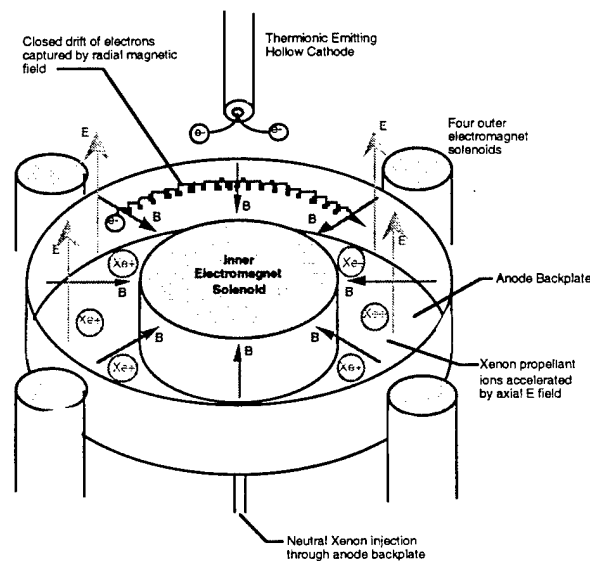 Closed drift of electrons
captured by radial magnetic
field
Thermionic Emitting
Hollow Cathode
Four outer
electromagnet
solenoids
e-
e-
E
E
e-
B
B
B
E
E
Inner
Electromagnet
Solenoid
Xe+
Xe+
B
B
Anode Backplate
Xe+
Xe+
B
B
B
Xe+
Xe+
Xenon propellant
ions accelerated
by axial E field
Neutral Xenon injection
through anode backplate